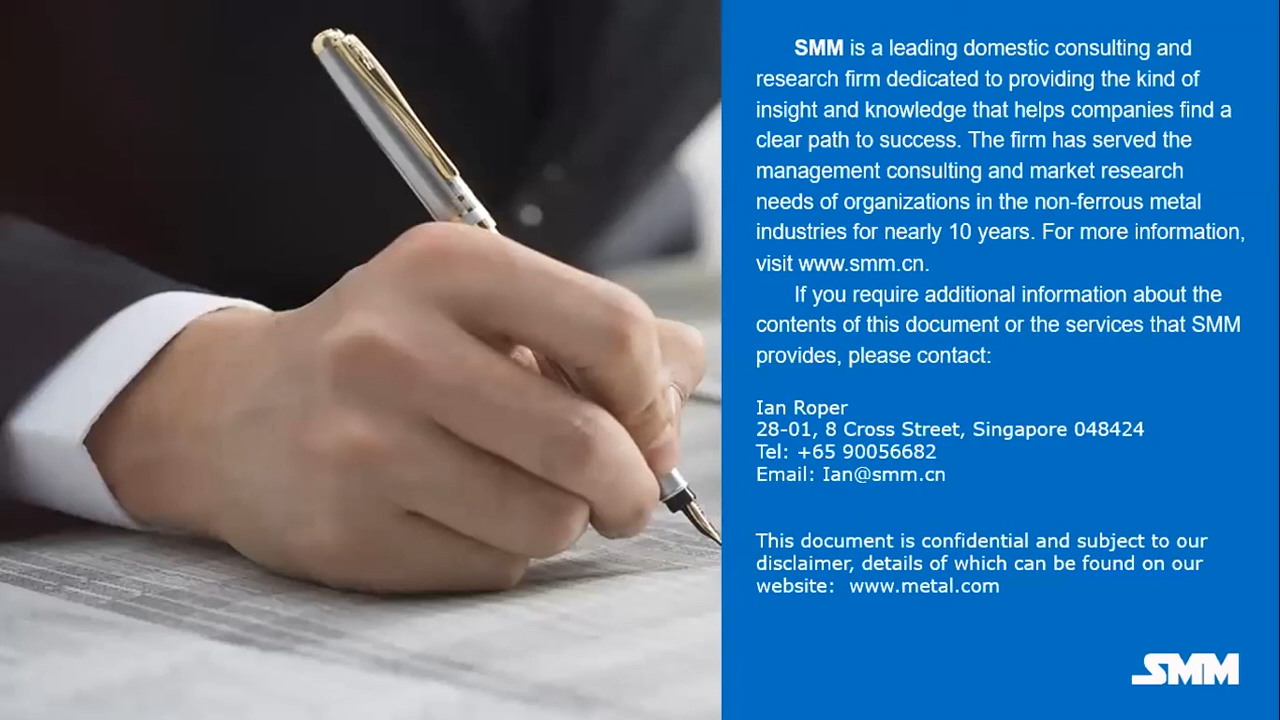 SMM is a leading domestic consulting and
research firm dedicated to providing the kind of
insight and knowledge that helps companies find a
clear path to success. The firm has served the
management consulting and market research
needs of organizations in the non-ferrous metal
industries for nearly 10 years. For more information,
visit www.smm.cn.
If you require additional information about the
contents of this document or the services that SMM
provides, please contact:
Ian Roper
28-01, 8 Cross Street, Singapore 048424
Tel: +65 90056682
Email: Ian@smm.cn
This document is confidential and subject to our
disclaimer, details of which can be found on our
website: www.metal.com
SMM